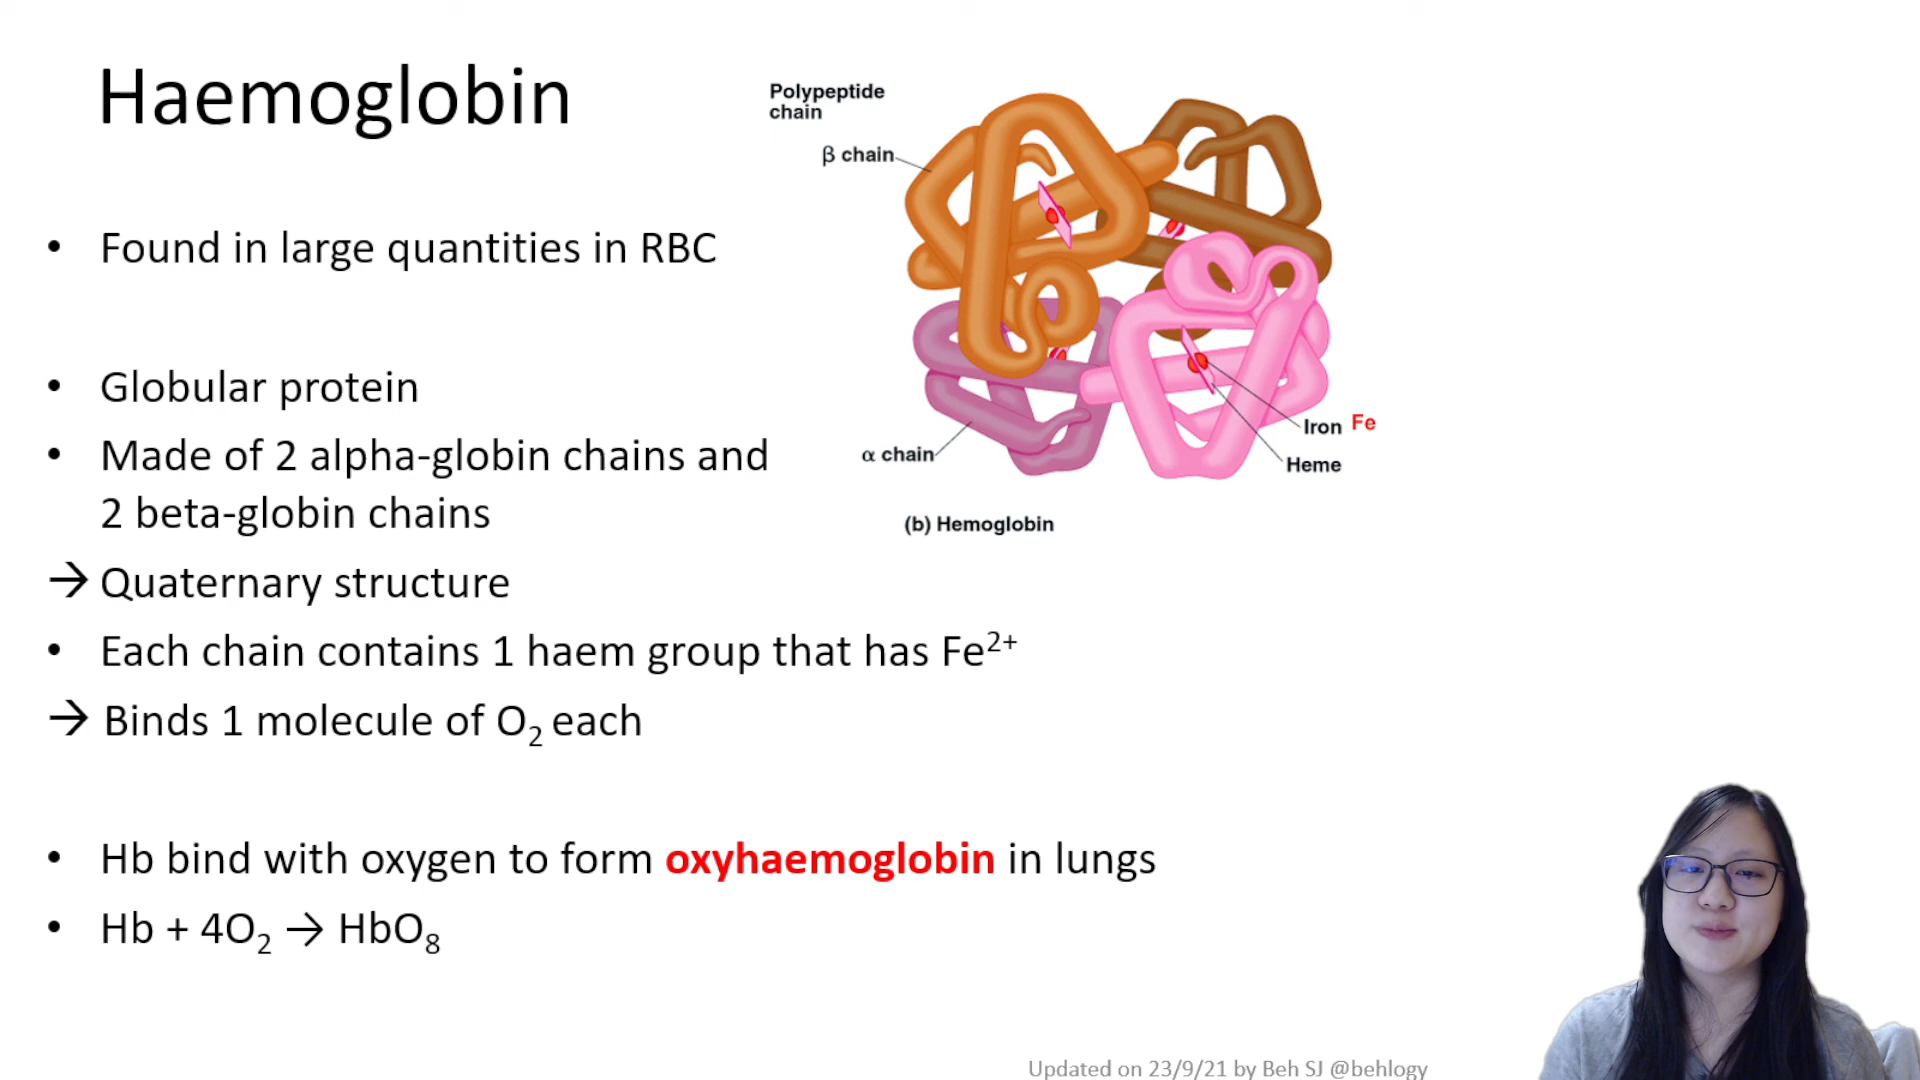 Haemoglobin
• Found in large quantities in RBC
• Globular protein
• Made of 2 alpha-globin chains and
2 beta-globin chains
→ Quaternary structure
• Each chain contains 1 haem group that has Fe²⁺
→ Binds 1 molecule of O₂ each
• Hb bind with oxygen to form oxyhaemoglobin in lungs
• Hb + 4O₂ → HbO₈
Polypeptide
chain
β chain
α chain
Iron Fe
Heme
(b) Hemoglobin
Updated on 23/9/21 by Beh SJ @behlogy